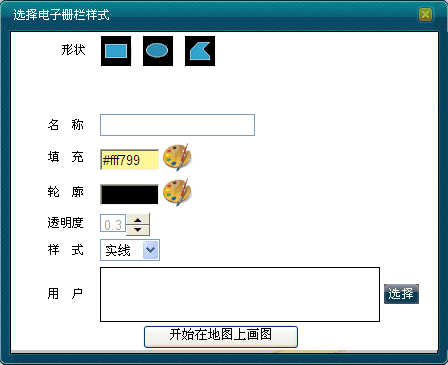 选择电子栅栏样式
形状
名 称
填 充 #fff799
轮 廓
透明度 0.3
样 式 实线
用 户 选择
开始在地图上画图